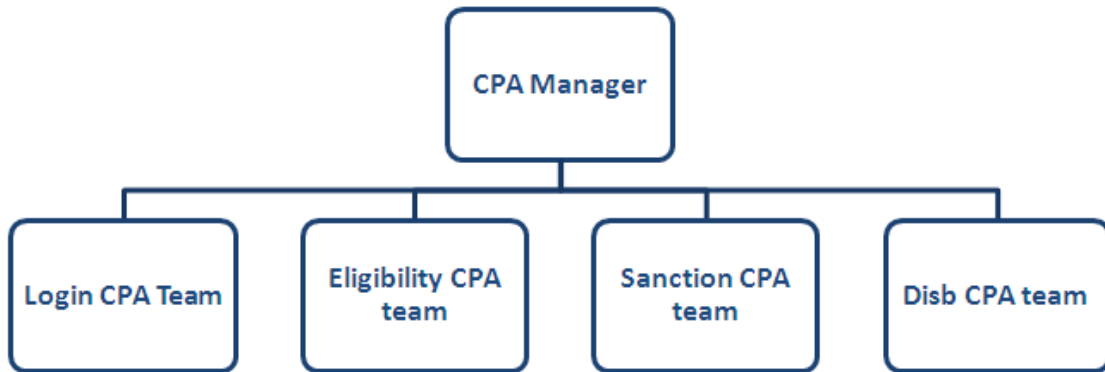 CPA Manager
Login CPA Team
Eligibility CPA
team
Sanction CPA
team
Disb CPA team